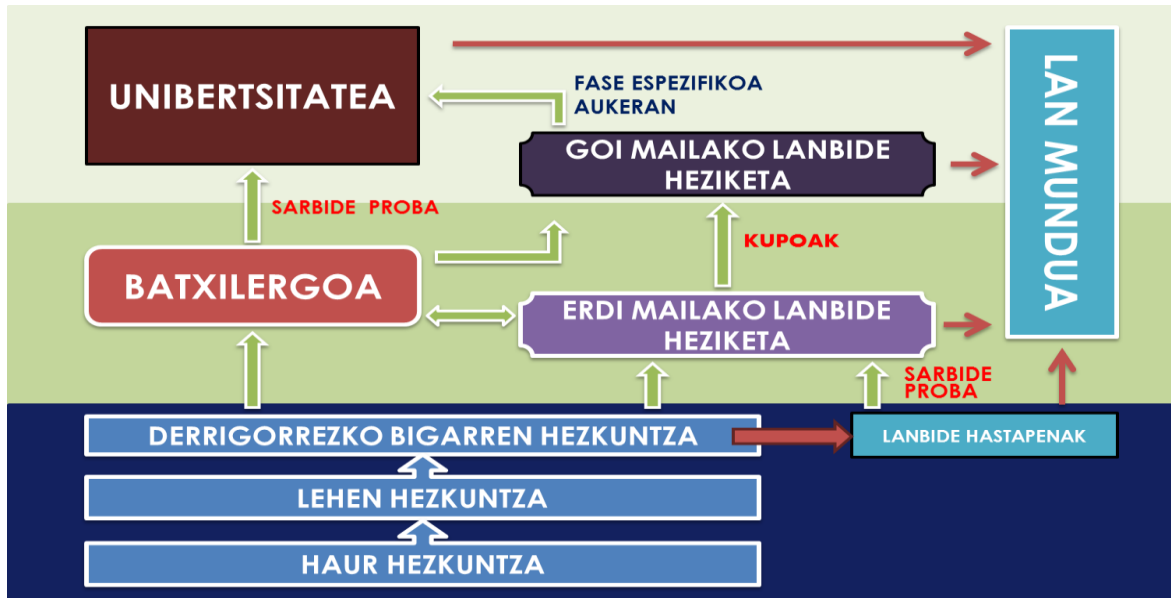 UNIBERTSITATEA
FASE ESPEZIFIKOA
AUKERAN
GOI MAILAKO LANBIDE
HEZIKETA
LAN MUNDUA
SARBIDE PROBA
KUPOAK
BATXILERGOA
ERDI MAILAKO LANBIDE
HEZIKETA
SARBIDE
PROBA
DERRIGORREZKO BIGARREN HEZKUNTZA
LANBIDE HASTAPENAK
LEHEN HEZKUNTZA
HAUR HEZKUNTZA